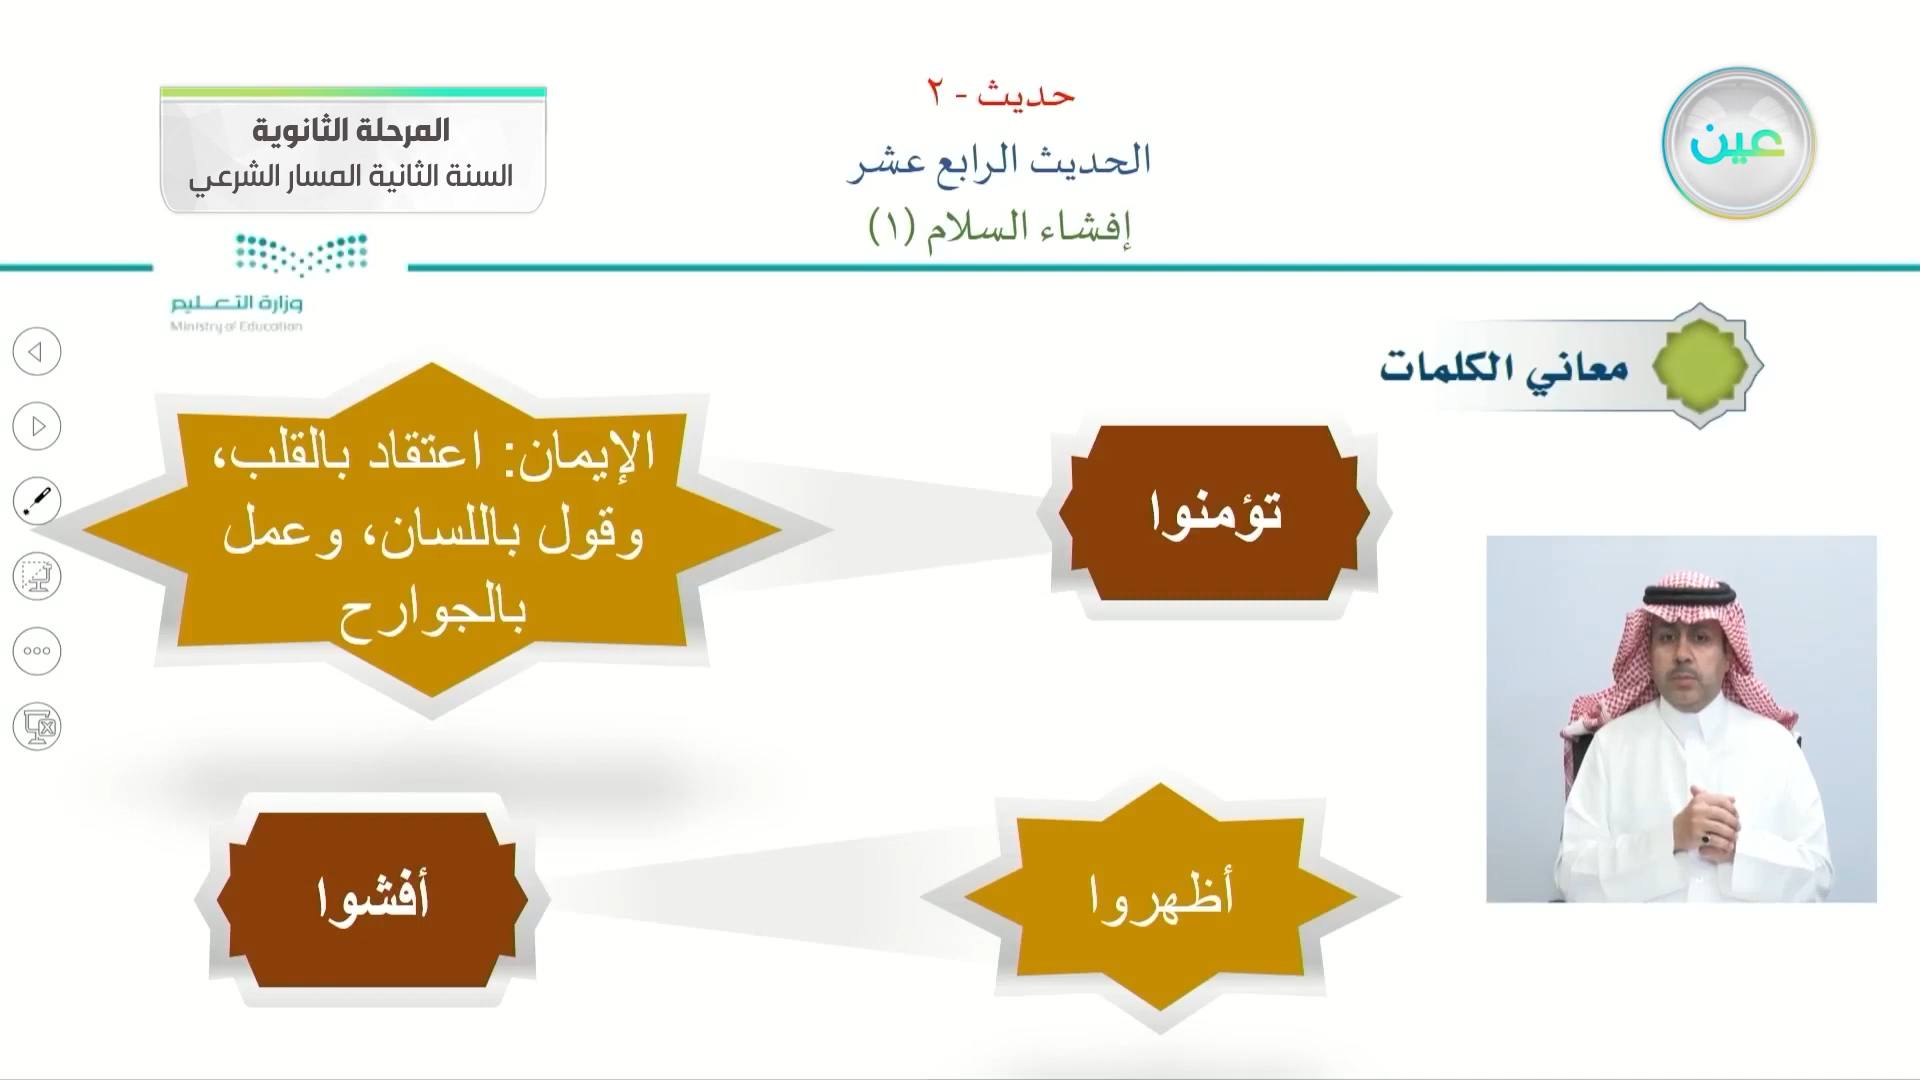 حديث - ٢
الحديث الرابع عشر
إفشاء السلام (١)
عين
المرحلة الثانوية
السنة الثانية المسار الشرعي
وزارة التعليم
Ministry of Education
معاني الكلمات
تؤمنوا
الإيمان: اعتقاد بالقلب،
وقول باللسان، وعمل
بالجوارح
أظهروا
أفشوا